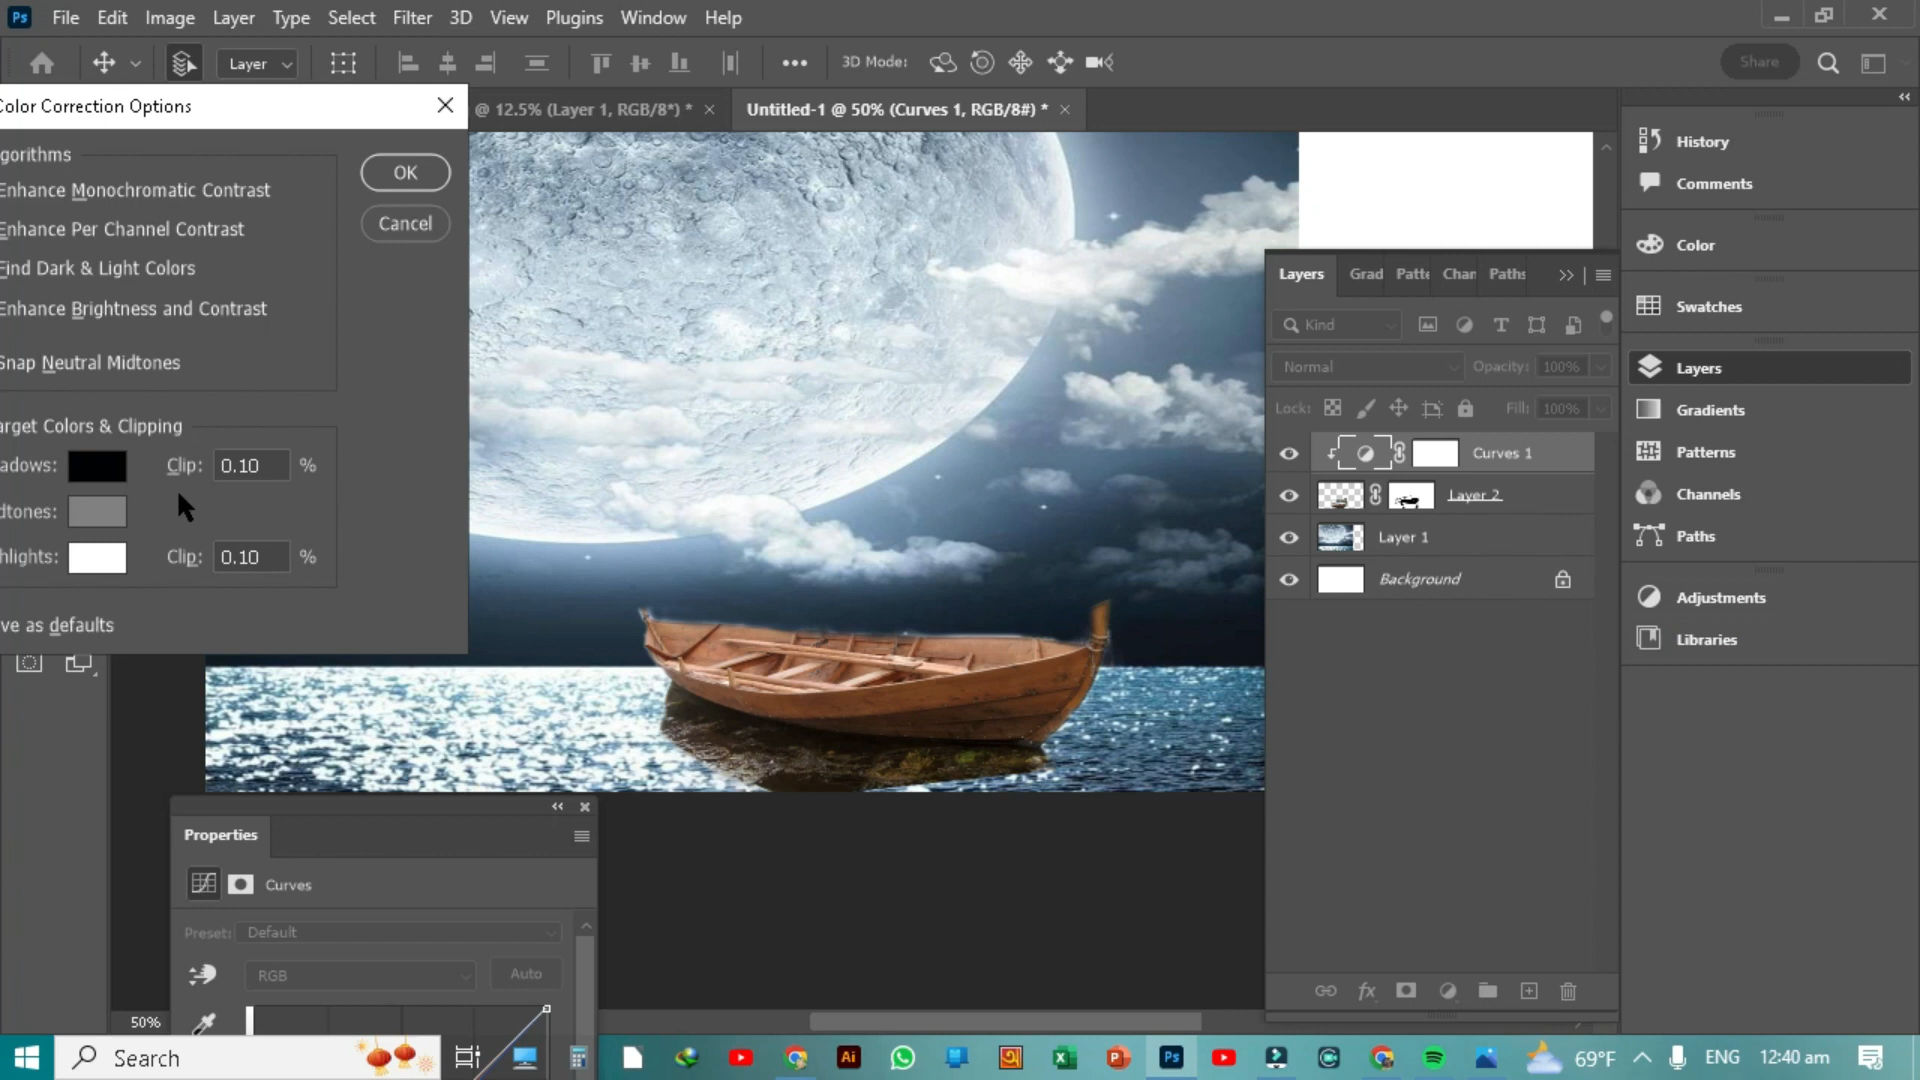 Ps File Edit Image Layer Type Select Filter 3D View Plugins Window Help
Layer 3D Mode: Share
Color Correction Options
@ 12.5% (Layer 1, RGB/8*) * Untitled-1 @ 50% (Curves 1, RGB/8#) *
gorithms
Enhance Monochromatic Contrast
Enhance Per Channel Contrast
Find Dark & Light Colors
Enhance Brightness and Contrast
Snap Neutral Midtones
OK
Cancel
arget Colors & Clipping
adows: Clip: 0.10 %
dtones:
hlights: Clip: 0.10 %
ve as defaults
Properties
Curves
Preset: Default
RGB Auto
50%
Layers Grad Patte Chan Paths
Kind
Normal Opacity: 100%
Lock: Fill: 100%
Curves 1
Layer 2
Layer 1
Background
History
Comments
Color
Swatches
Layers
Gradients
Patterns
Channels
Paths
Adjustments
Libraries
Search Ai Ps 69°F ENG 12:40 am